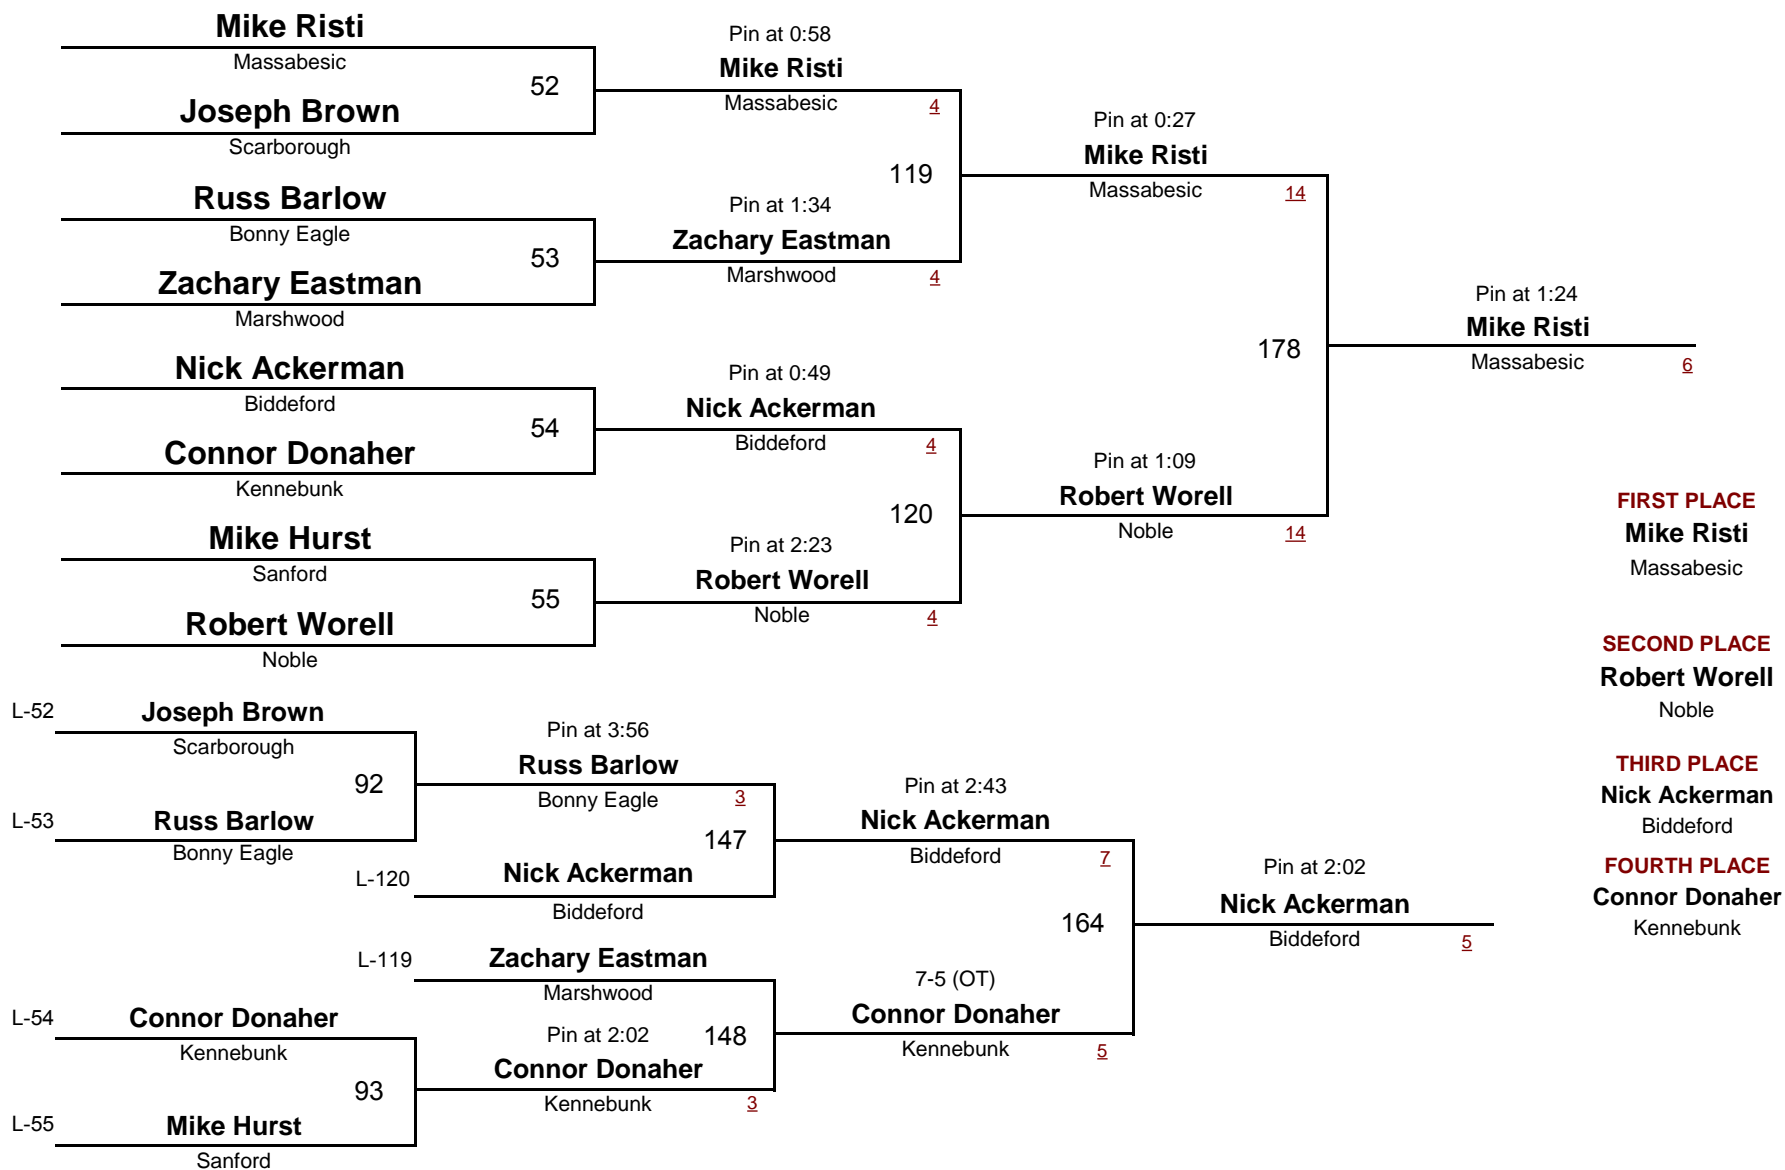 Mike Risti
Massabesic
52
Joseph Brown
Scarborough
Russ Barlow
Bonny Eagle
53
Zachary Eastman
Marshwood
Nick Ackerman
Biddeford
54
Connor Donaher
Kennebunk
Mike Hurst
Sanford
55
Robert Worell
Noble
Pin at 0:58
Mike Risti
Massabesic
4
119
Pin at 1:34
Zachary Eastman
Marshwood
4
Pin at 0:49
Nick Ackerman
Biddeford
4
120
Pin at 2:23
Robert Worell
Noble
4
Pin at 0:27
Mike Risti
Massabesic
14
178
Pin at 1:09
Robert Worell
Noble
14
Pin at 1:24
Mike Risti
Massabesic
6
FIRST PLACE
Mike Risti
Massabesic
SECOND PLACE
Robert Worell
Noble
THIRD PLACE
Nick Ackerman
Biddeford
FOURTH PLACE
Connor Donaher
Kennebunk
L-52
Joseph Brown
Scarborough
92
L-53
Russ Barlow
Bonny Eagle
Pin at 3:56
Russ Barlow
Bonny Eagle
3
147
L-120
Nick Ackerman
Biddeford
L-119
Zachary Eastman
Marshwood
148
L-54
Connor Donaher
Kennebunk
93
L-55
Mike Hurst
Sanford
Pin at 2:02
Connor Donaher
Kennebunk
3
Pin at 2:43
Nick Ackerman
Biddeford
7
164
7-5 (OT)
Connor Donaher
Kennebunk
5
Pin at 2:02
Nick Ackerman
Biddeford
5